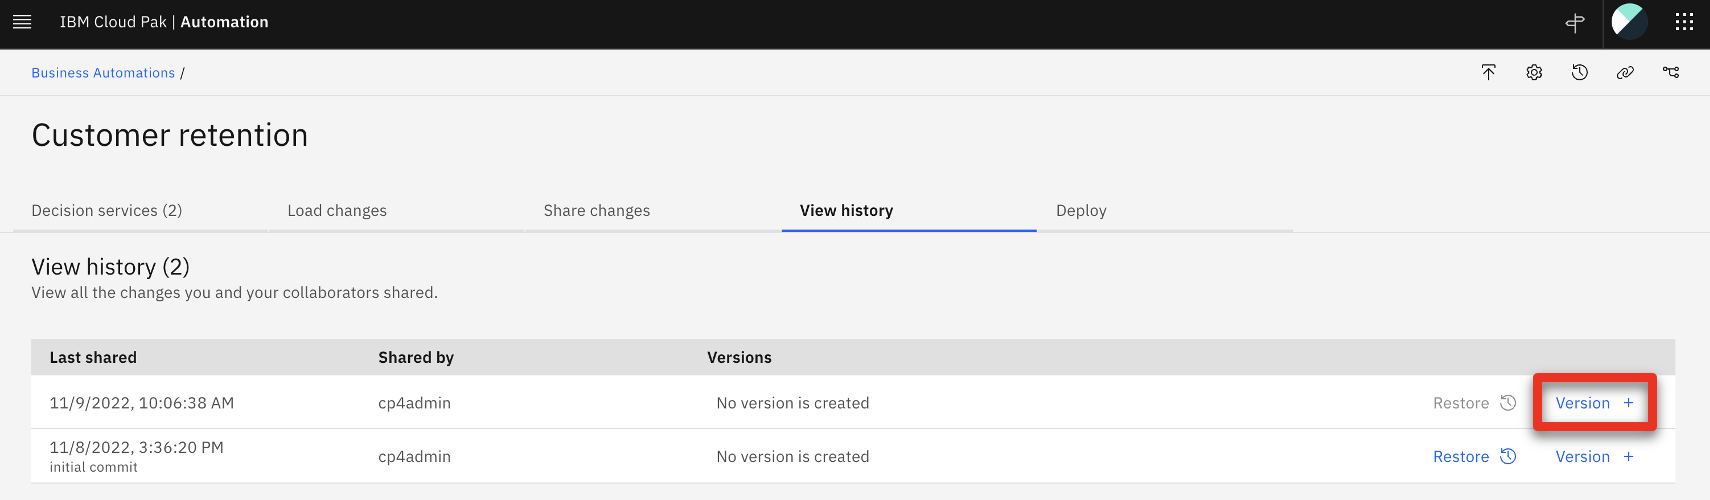 IBM Cloud Pak | Automation
Business Automations /
Customer retention
Decision services (2) Load changes Share changes View history Deploy
View history (2)
View all the changes you and your collaborators shared.
Last shared Shared by Versions
11/9/2022, 10:06:38 AM cp4admin No version is created Restore Version +
11/8/2022, 3:36:20 PM
initial commit
cp4admin No version is created Restore Version +